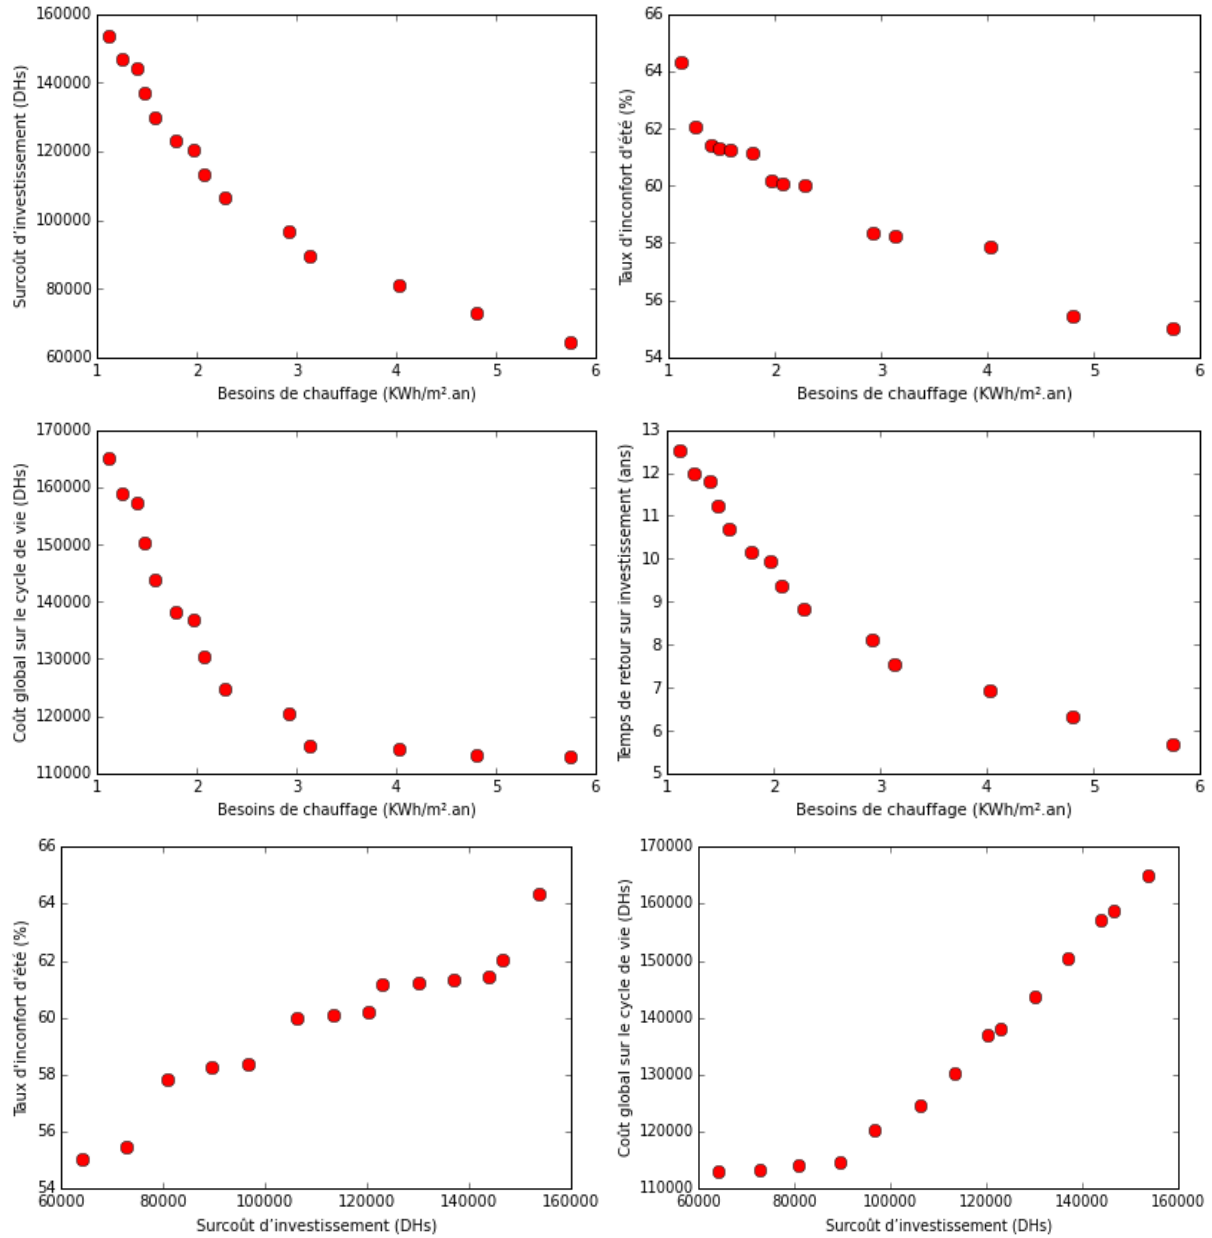 160000
140000
120000
100000
80000
60000
Surcoût d'investissement (DHs)
1 2 3 4 5 6
Besoins de chauffage (KWh/m².an)
66
64
62
60
58
56
54
Taux d'inconfort d'été (%)
1 2 3 4 5 6
Besoins de chauffage (KWh/m².an)
170000
160000
150000
140000
130000
120000
110000
Coût global sur le cycle de vie (DHs)
1 2 3 4 5 6
Besoins de chauffage (KWh/m².an)
13
12
11
10
9
8
7
6
5
Temps de retour sur investissement (ans)
1 2 3 4 5 6
Besoins de chauffage (KWh/m².an)
66
64
62
60
58
56
54
Taux d'inconfort d'été (%)
60000 80000 100000 120000 140000 160000
Surcoût d’investissement (DHs)
170000
160000
150000
140000
130000
120000
110000
Coût global sur le cycle de vie (DHs)
60000 80000 100000 120000 140000 160000
Surcoût d’investissement (DHs)